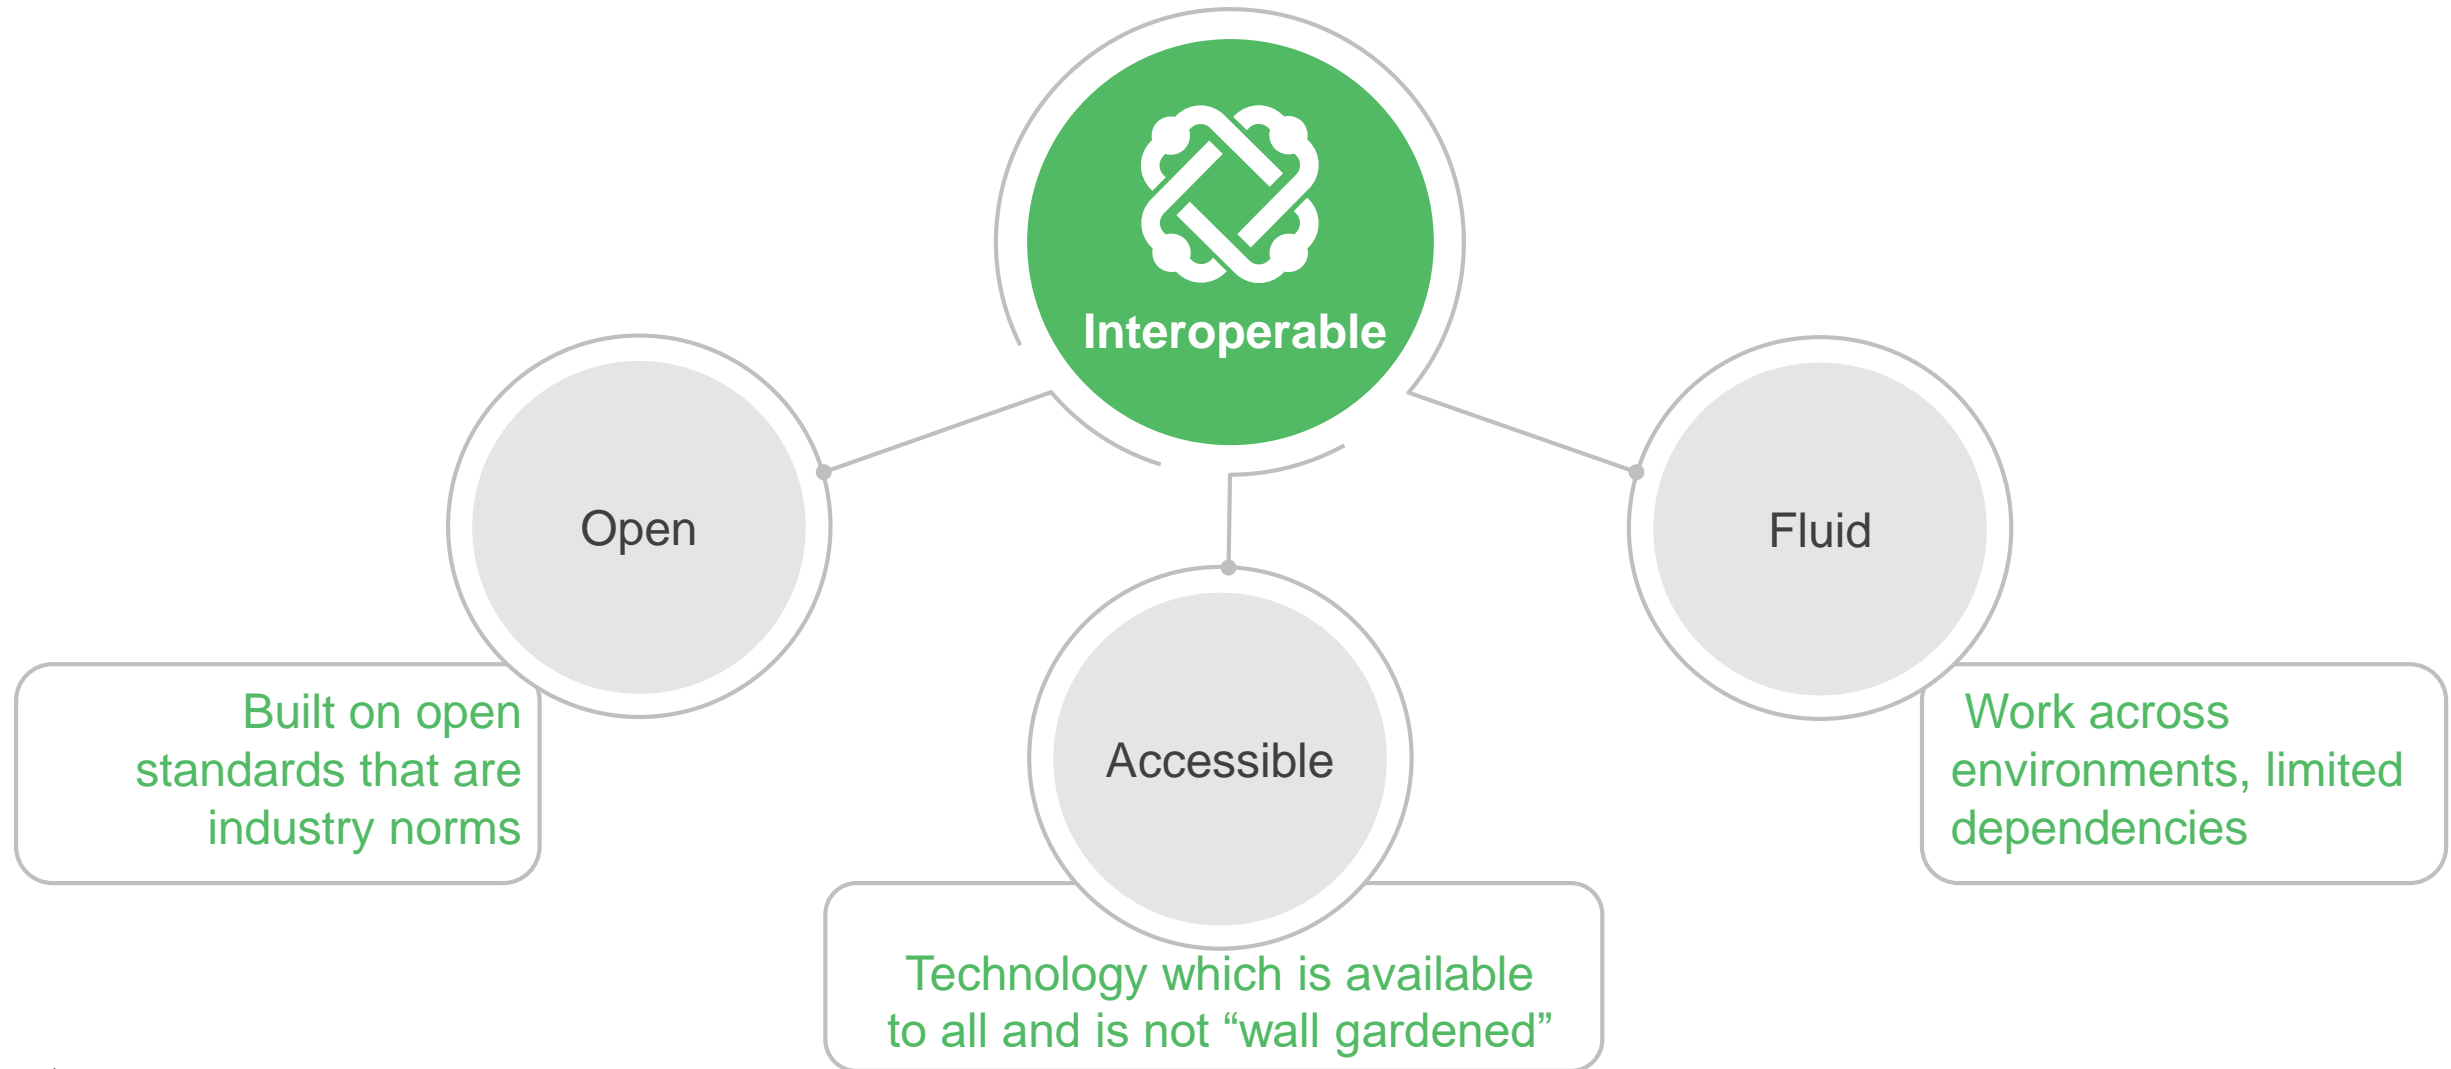 Interoperable
Open
Built on open
standards that are
industry norms
Accessible
Technology which is available
to all and is not “wall gardened”
Fluid
Work across
environments, limited
dependencies